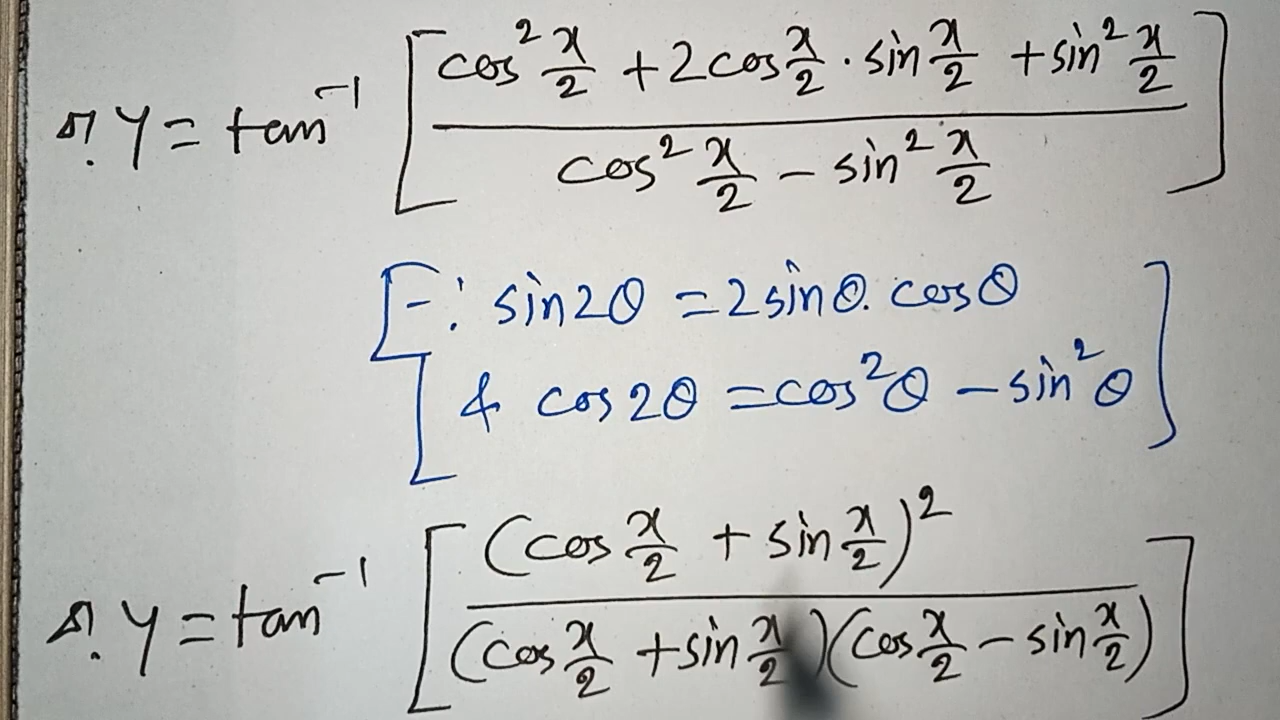 বা, y = tan⁻¹ [ (cos² x/2 + 2cos x/2 · sin x/2 + sin² x/2) / (cos² x/2 − sin² x/2) ]
[∵ sin2θ = 2sinθ. cosθ
& cos2θ = cos²θ − sin²θ]
বা, y = tan⁻¹ [ (cos x/2 + sin x/2)² / (cos x/2 + sin x/2)(cos x/2 − sin x/2) ]